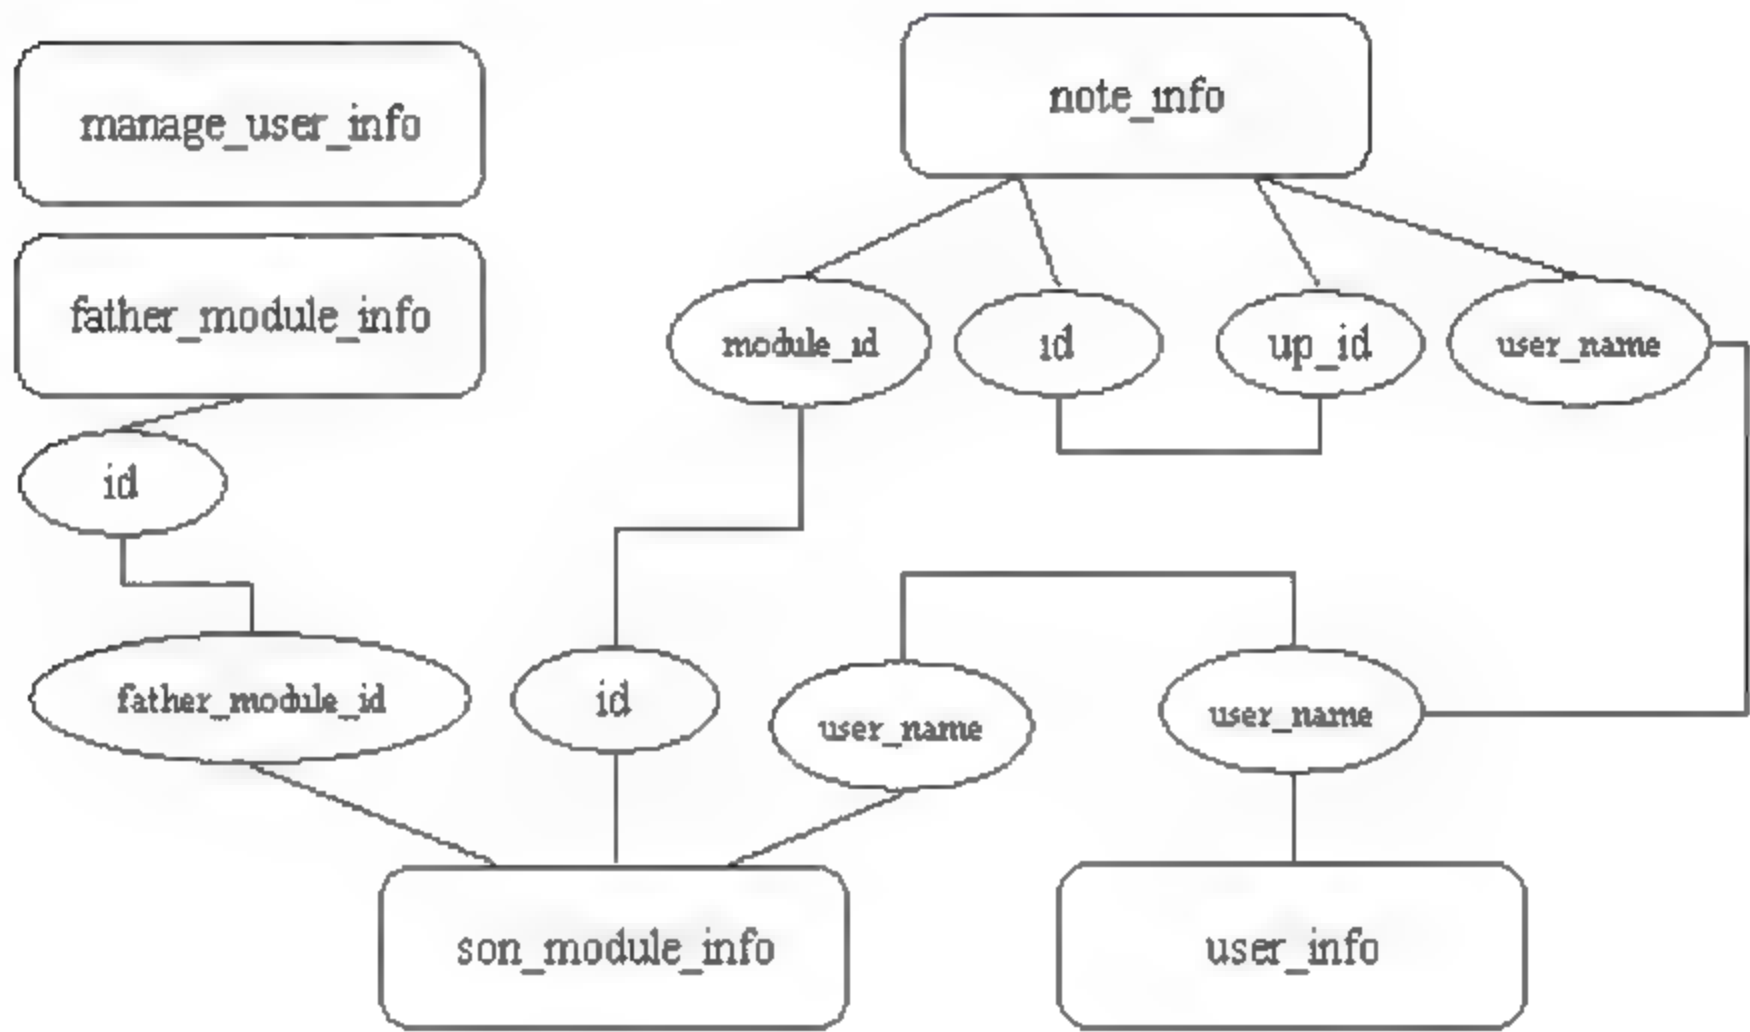 manage_user_info
note_info
father_module_info
module_id
id
up_id
user_name
id
father_module_id
id
user_name
user_name
son_module_info
user_info